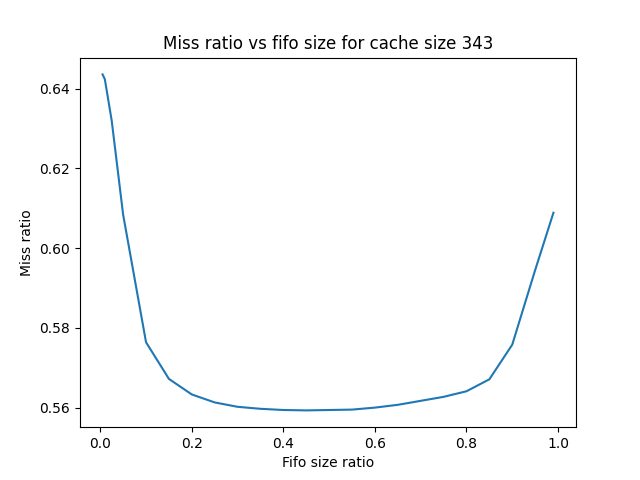 Miss ratio vs fifo size for cache size 343
0.64
0.62
0.60
0.58
0.56
Miss ratio
0.0 0.2 0.4 0.6 0.8 1.0
Fifo size ratio